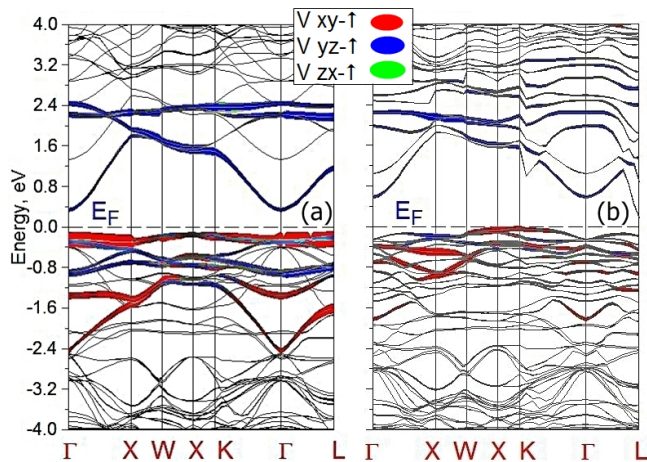 V xy-↑
V yz-↑
V zx-↑
Energy, eV
4.0
3.2
2.4
1.6
0.8
0.0
-0.8
-1.6
-2.4
-3.2
-4.0
E_F (a)
E_F (b)
Γ X W X K Γ L
Γ X W X K Γ L